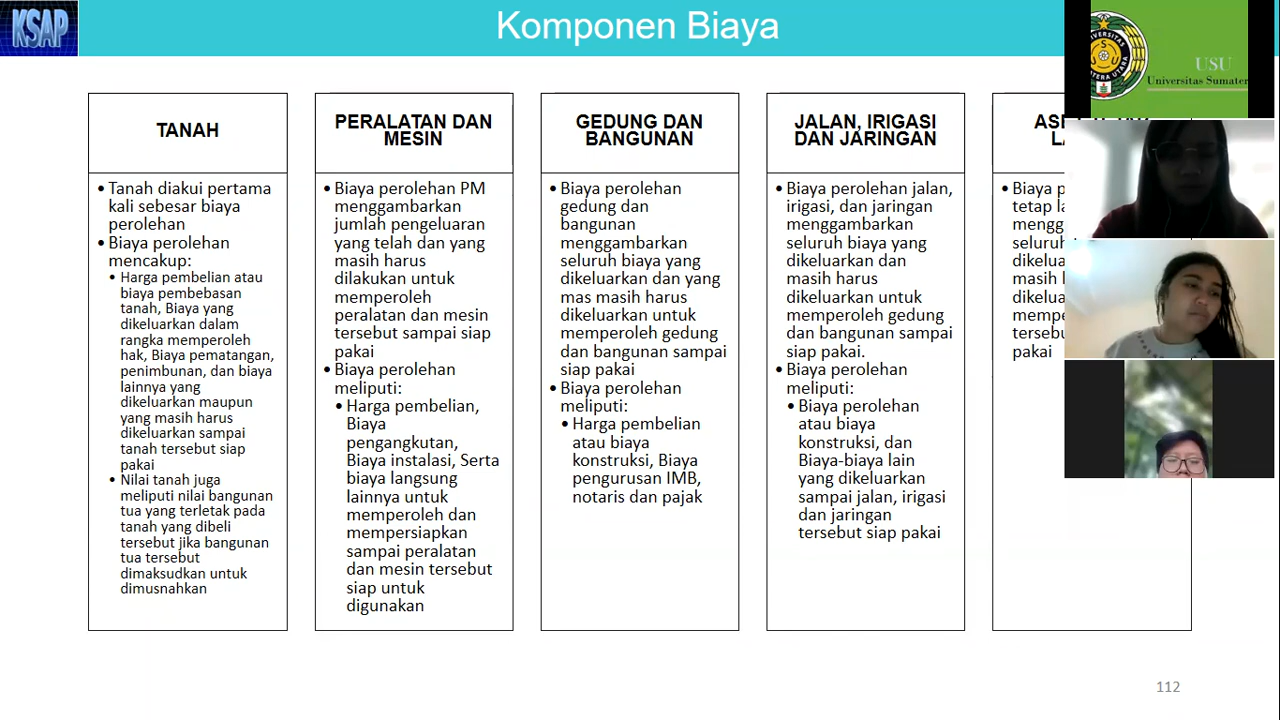 KSAP
Komponen Biaya
USU
Universitas Sumater
TANAH
• Tanah diakui pertama
kali sebesar biaya
perolehan
• Biaya perolehan
mencakup:
• Harga pembelian atau
biaya pembebasan
tanah, Biaya yang
dikeluarkan dalam
rangka memperoleh
hak, Biaya pematangan,
penimbunan, dan biaya
lainnya yang
dikeluarkan maupun
yang masih harus
dikeluarkan sampai
tanah tersebut siap
pakai
• Nilai tanah juga
meliputi nilai bangunan
tua yang terletak pada
tanah yang dibeli
tersebut jika bangunan
tua tersebut
dimaksudkan untuk
dimusnahkan
PERALATAN DAN
MESIN
• Biaya perolehan PM
menggambarkan
jumlah pengeluaran
yang telah dan yang
masih harus
dilakukan untuk
memperoleh
peralatan dan mesin
tersebut sampai siap
pakai
• Biaya perolehan
meliputi:
• Harga pembelian,
Biaya
pengangkutan,
Biaya instalasi, Serta
biaya langsung
lainnya untuk
memperoleh dan
mempersiapkan
sampai peralatan
dan mesin tersebut
siap untuk
digunakan
GEDUNG DAN
BANGUNAN
• Biaya perolehan
gedung dan
bangunan
menggambarkan
seluruh biaya yang
dikeluarkan dan yang
mas masih harus
dikeluarkan untuk
memperoleh gedung
dan bangunan sampai
siap pakai
• Biaya perolehan
meliputi:
• Harga pembelian
atau biaya
konstruksi, Biaya
pengurusan IMB,
notaris dan pajak
JALAN, IRIGASI
DAN JARINGAN
• Biaya perolehan jalan,
irigasi, dan jaringan
menggambarkan
seluruh biaya yang
dikeluarkan dan
masih harus
dikeluarkan untuk
memperoleh gedung
dan bangunan sampai
siap pakai.
• Biaya perolehan
meliputi:
• Biaya perolehan
atau biaya
konstruksi, dan
Biaya-biaya lain
yang dikeluarkan
sampai jalan, irigasi
dan jaringan
tersebut siap pakai
• Biaya p
tetap la
mengg
seluruh
dikelua
masih h
dikelua
mempe
tersebu
pakai
112